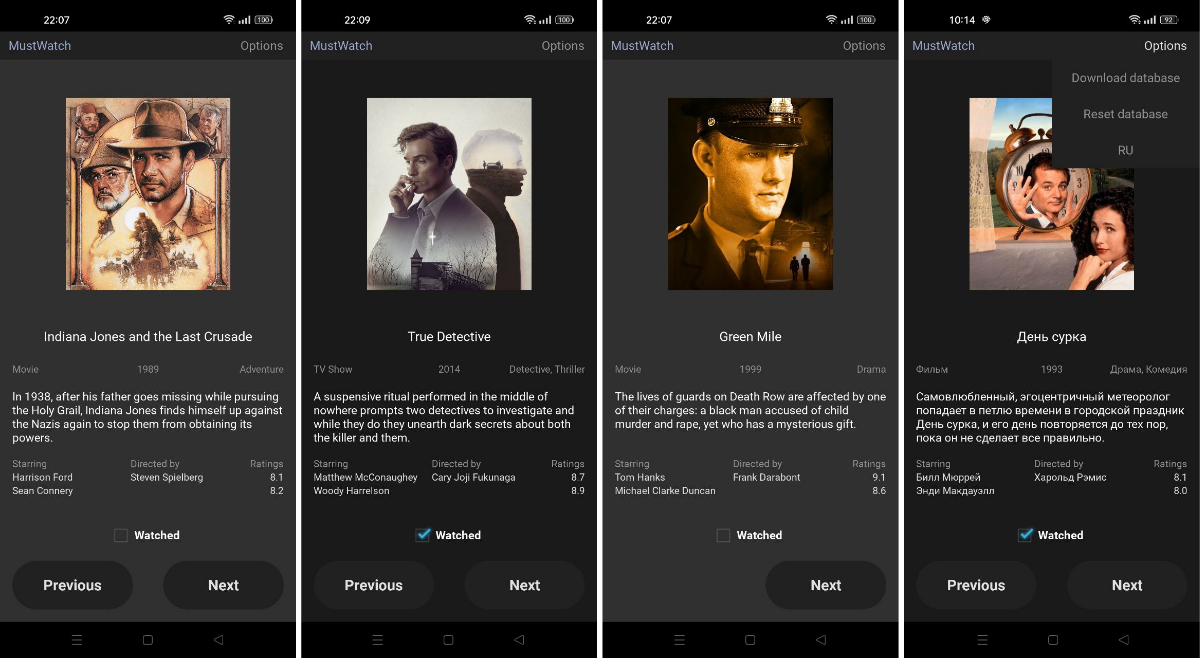 22:07
100
MustWatch
Options
Indiana Jones and the Last Crusade
Movie
1989
Adventure
In 1938, after his father goes missing while pursuing
the Holy Grail, Indiana Jones finds himself up against
the Nazis again to stop them from obtaining its
powers.
Starring
Directed by
Ratings
Harrison Ford
Steven Spielberg
8.1
Sean Connery
8.2
Watched
Previous
Next
22:09
100
MustWatch
Options
True Detective
TV Show
2014
Detective, Thriller
A suspensive ritual performed in the middle of
nowhere prompts two detectives to investigate and
while they do they unearth dark secrets about both
the killer and them.
Starring
Directed by
Ratings
Matthew McConaughey
Cary Joji Fukunaga
8.7
Woody Harrelson
8.9
Watched
Previous
Next
22:07
100
MustWatch
Options
Green Mile
Movie
1999
Drama
The lives of guards on Death Row are affected by one
of their charges: a black man accused of child
murder and rape, yet who has a mysterious gift.
Starring
Directed by
Ratings
Tom Hanks
Frank Darabont
9.1
Michael Clarke Duncan
8.6
Watched
Next
10:14
92
MustWatch
Options
Download database
Reset database
RU
День сурка
Фильм
1993
Драма, Комедия
Самовлюбленный, эгоцентричный метеоролог
попадает в петлю времени в городской праздник
День сурка, и его день повторяется до тех пор,
пока он не сделает все правильно.
Starring
Directed by
Ratings
Билл Мюррей
Харольд Рэмис
8.1
Энди Макдауэлл
8.0
Watched
Previous
Next